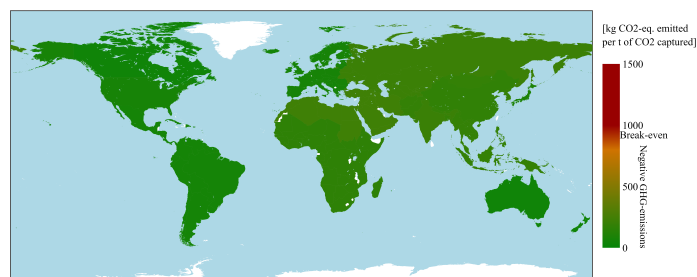 [kg CO2-eq. emitted
per t of CO2 captured]
1500
1000
Break-even
Negative GHG-emissions
500
0